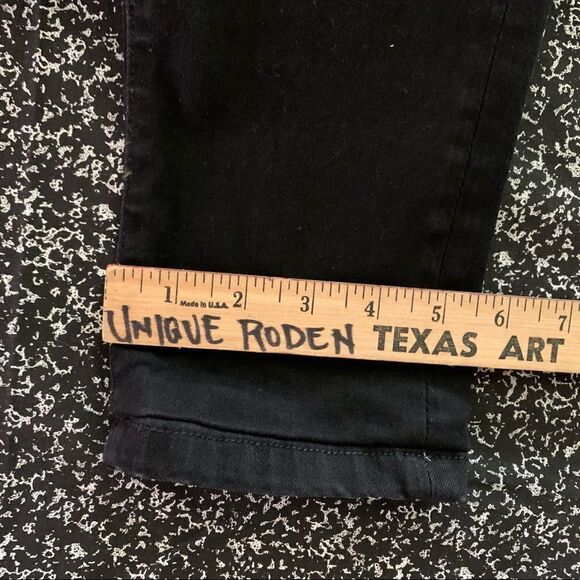 1 2 3 4 5 6 7
Made in U.S.A.
UNIQUE RODEN TEXAS ART